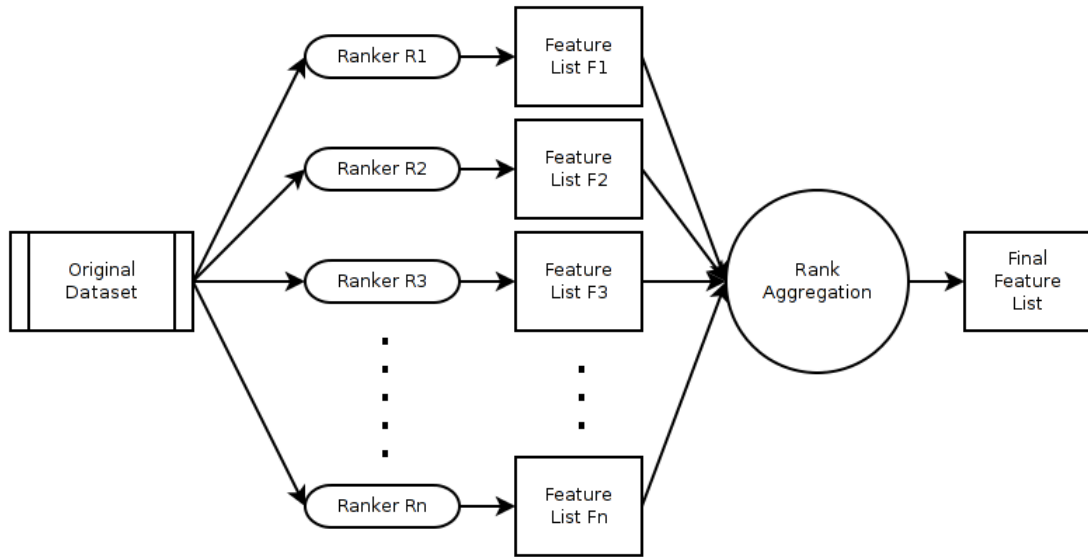 Ranker R1
Feature
List F1
Ranker R2
Feature
List F2
Original
Dataset
Ranker R3
Feature
List F3
Rank
Aggregation
Final
Feature
List
Ranker Rn
Feature
List Fn